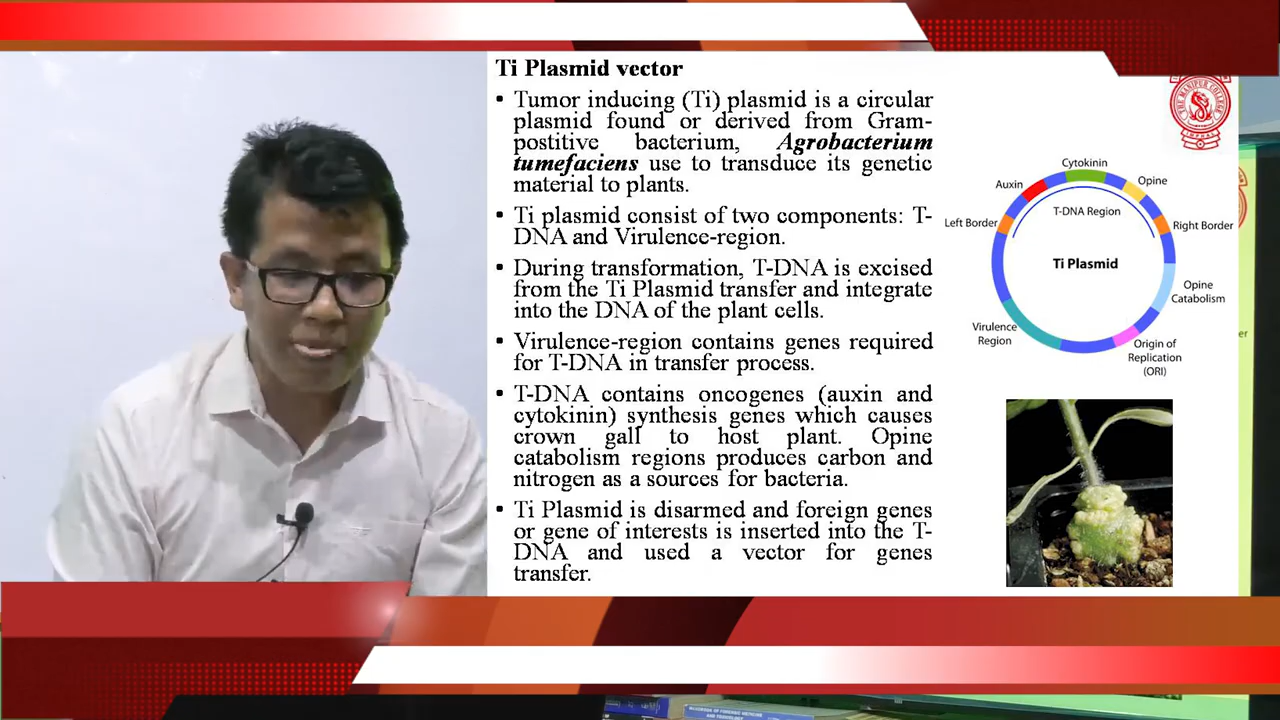 Ti Plasmid vector
• Tumor inducing (Ti) plasmid is a circular
plasmid found or derived from Gram-
postitive bacterium, Agrobacterium
tumefaciens use to transduce its genetic
material to plants.
• Ti plasmid consist of two components: T-
DNA and Virulence-region.
• During transformation, T-DNA is excised
from the Ti Plasmid transfer and integrate
into the DNA of the plant cells.
• Virulence-region contains genes required
for T-DNA in transfer process.
• T-DNA contains oncogenes (auxin and
cytokinin) synthesis genes which causes
crown gall to host plant. Opine
catabolism regions produces carbon and
nitrogen as a sources for bacteria.
• Ti Plasmid is disarmed and foreign genes
or gene of interests is inserted into the T-
DNA and used a vector for genes
transfer.
THE MANIPUR COLLEGE
IMPHAL
Cytokinin
Auxin
Opine
T-DNA Region
Left Border
Right Border
Ti Plasmid
Opine
Catabolism
Virulence
Region
Origin of
Replication
(ORI)
er